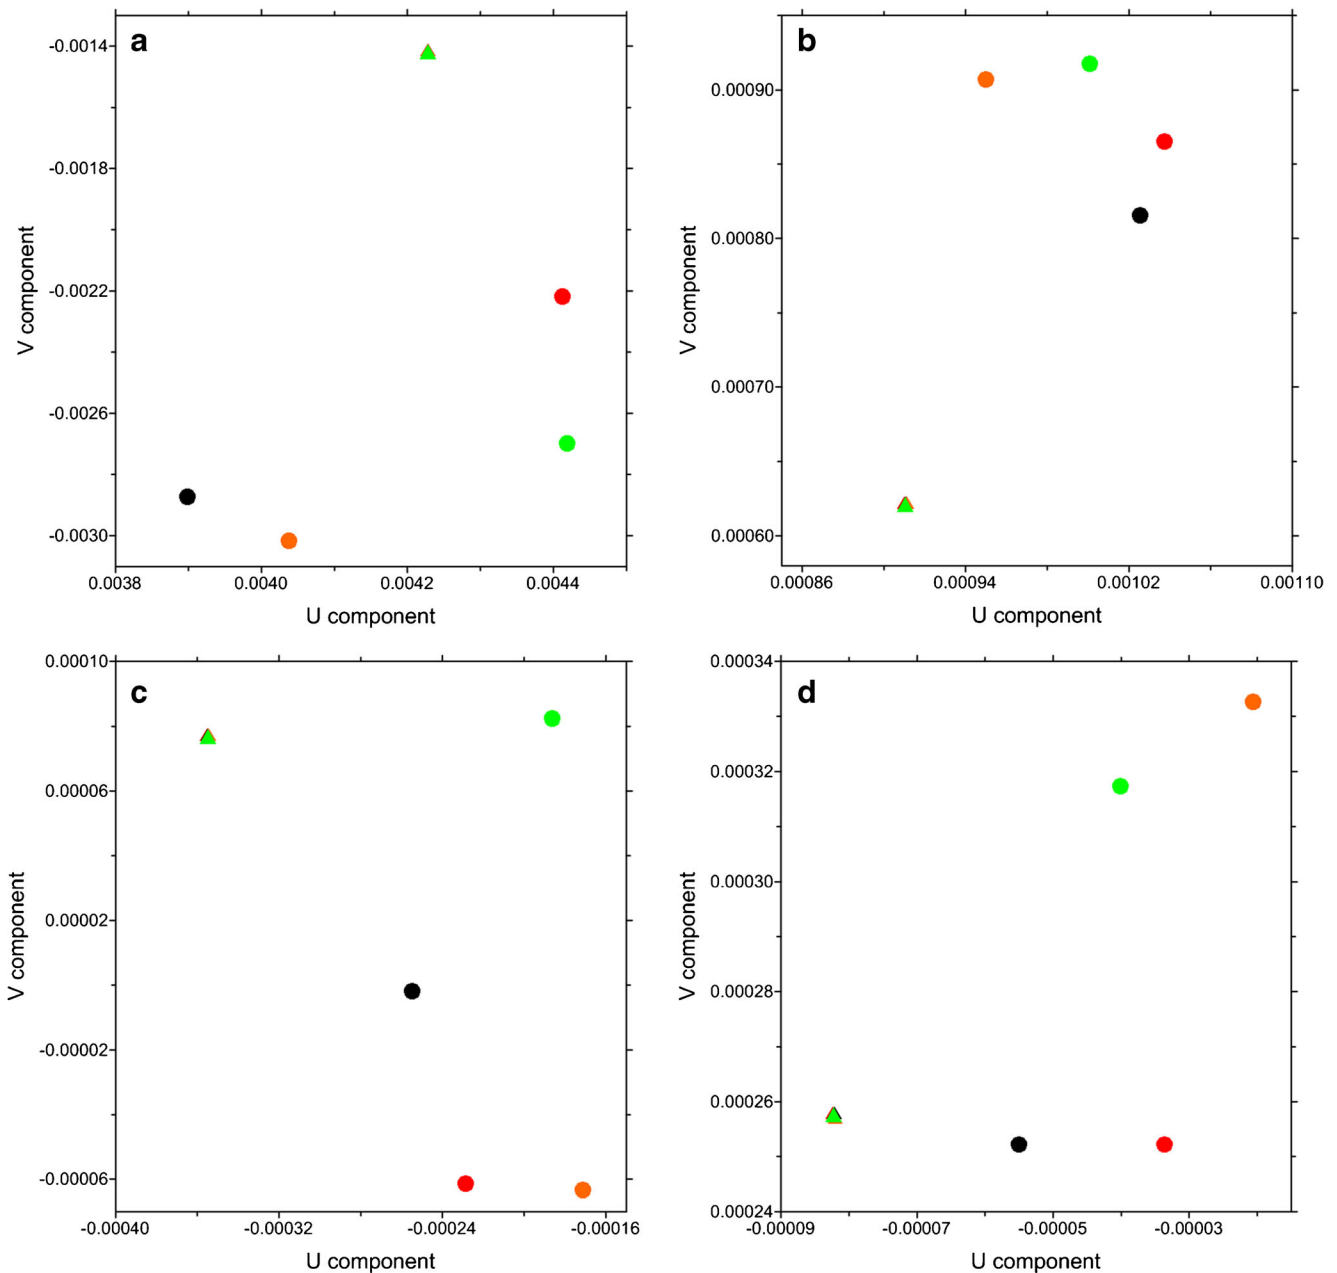 a
-0.0014
-0.0018
-0.0022
-0.0026
-0.0030
V component
0.0038 0.0040 0.0042 0.0044
U component
b
0.00090
0.00080
0.00070
0.00060
V component
0.00086 0.00094 0.00102 0.00110
U component
c
0.00010
0.00006
0.00002
-0.00002
-0.00006
V component
-0.00040 -0.00032 -0.00024 -0.00016
U component
d
0.00034
0.00032
0.00030
0.00028
0.00026
0.00024
V component
-0.00009 -0.00007 -0.00005 -0.00003
U component